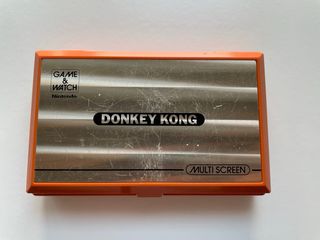 GAME
&
WATCH
Nintendo
DONKEY KONG
MULTI SCREEN